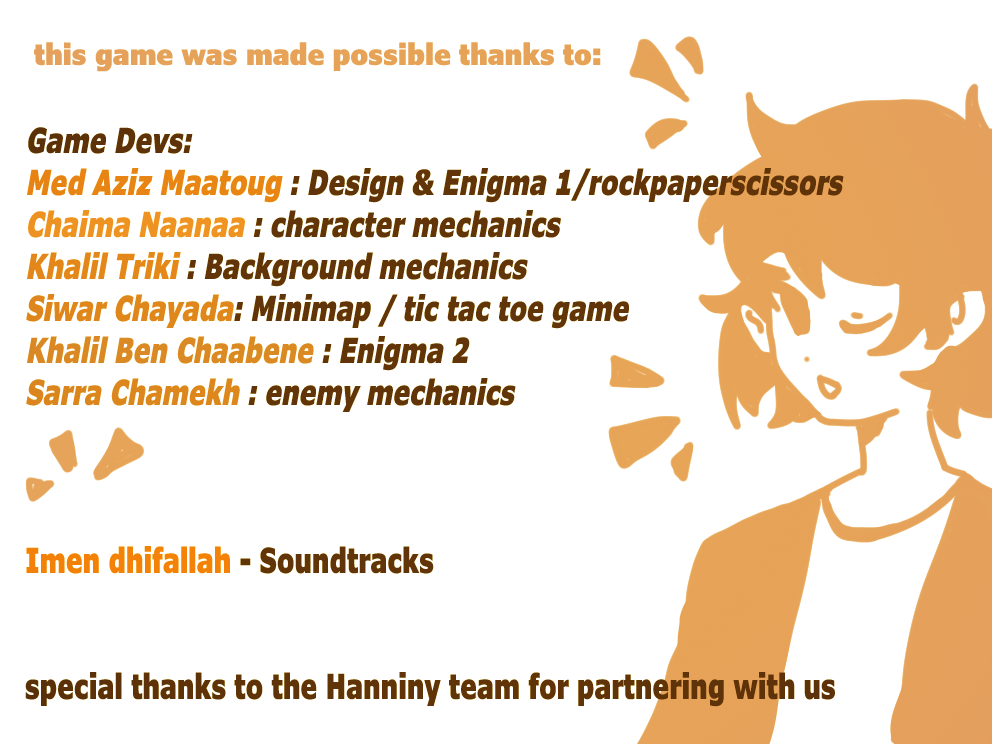 this game was made possible thanks to:
Game Devs:
Med Aziz Maatoug : Design & Enigma 1/rockpaperscissors
Chaima Naanaa : character mechanics
Khalil Triki : Background mechanics
Siwar Chayada: Minimap / tic tac toe game
Khalil Ben Chaabene : Enigma 2
Sarra Chamekh : enemy mechanics
Imen dhifallah - Soundtracks
special thanks to the Hanniny team for partnering with us